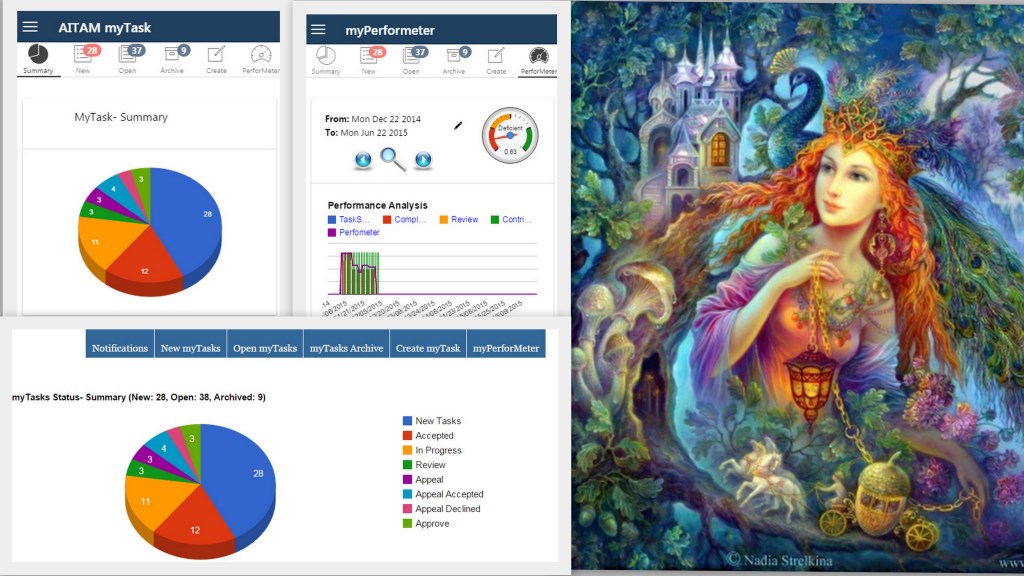 AITAM myTask
28
37
9
Summary
New
Open
Archive
Create
PerforMeter
MyTask- Summary
3
4
3
3
11
12
28
myPerformeter
28
37
9
Summary
New
Open
Archive
Create
PerforMeter
From: Mon Dec 22 2014
To: Mon Jun 22 2015
Deficient
0.63
Performance Analysis
TaskS...
Compl...
Review
Contri...
Perfometer
Notifications
New myTasks
Open myTasks
myTasks Archive
Create myTask
myPerforMeter
myTasks Status- Summary (New: 28, Open: 38, Archived: 9)
3
4
3
3
11
12
28
New Tasks
Accepted
In Progress
Review
Appeal
Appeal Accepted
Appeal Declined
Approve
© Nadia Strelkina
www